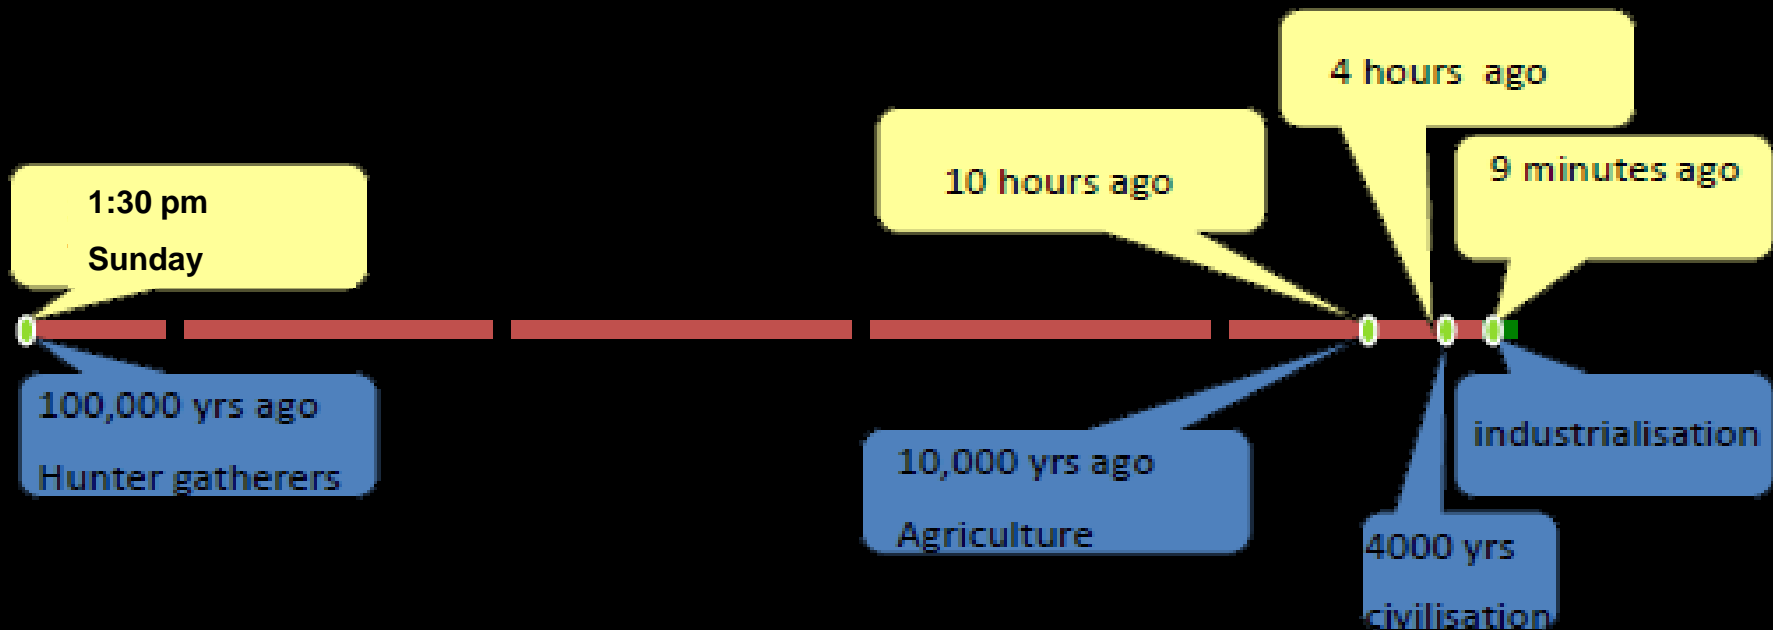 4 hours ago
10 hours ago
9 minutes ago
1:30 pm
Sunday
100,000 yrs ago
Hunter gatherers
10,000 yrs ago
Agriculture
industrialisation
4000 yrs
civilisation